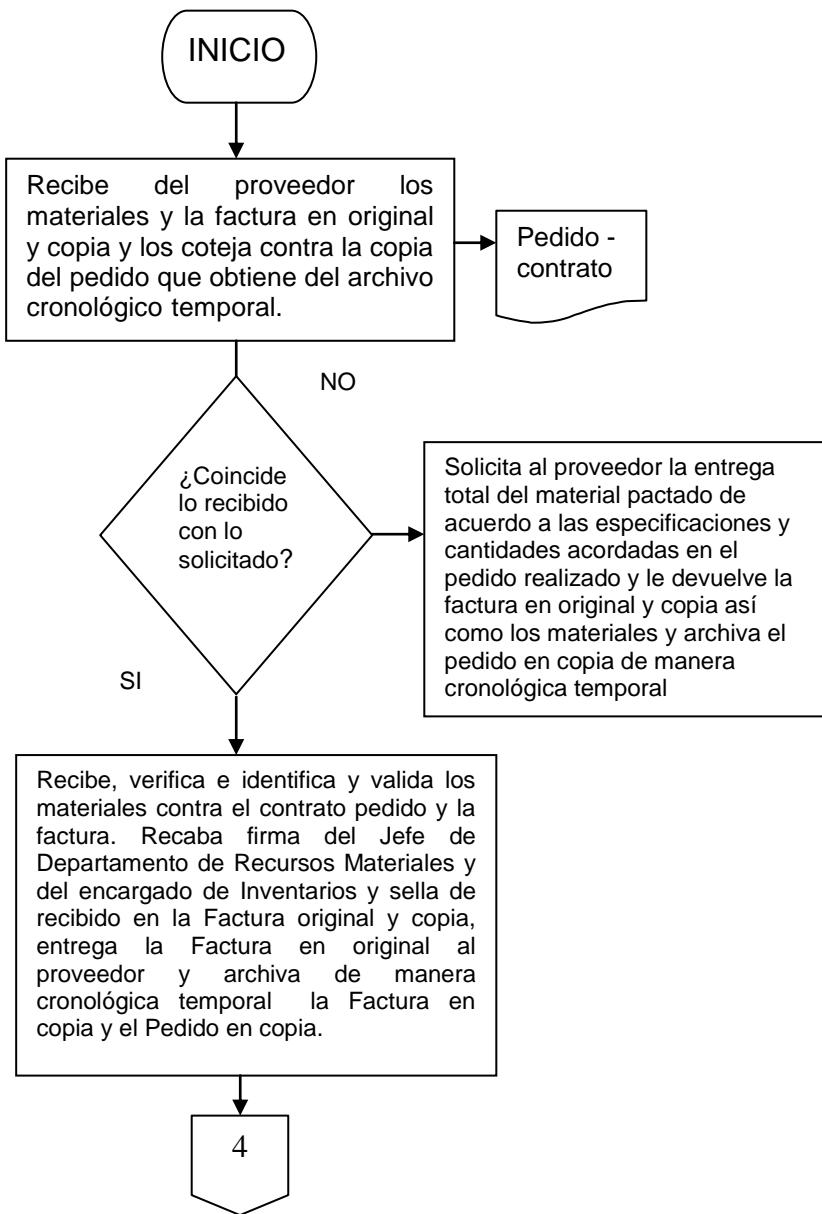 INICIO
Recibe del proveedor los
materiales y la factura en original
y copia y los coteja contra la copia
del pedido que obtiene del archivo
cronológico temporal.
Pedido -
contrato
NO
¿Coincide
lo recibido
con lo
solicitado?
Solicita al proveedor la entrega
total del material pactado de
acuerdo a las especificaciones y
cantidades acordadas en el
pedido realizado y le devuelve la
factura en original y copia así
como los materiales y archiva el
pedido en copia de manera
cronológica temporal
SI
Recibe, verifica e identifica y valida los
materiales contra el contrato pedido y la
factura. Recaba firma del Jefe de
Departamento de Recursos Materiales y
del encargado de Inventarios y sella de
recibido en la Factura original y copia,
entrega la Factura en original al
proveedor y archiva de manera
cronológica temporal la Factura en
copia y el Pedido en copia.
4